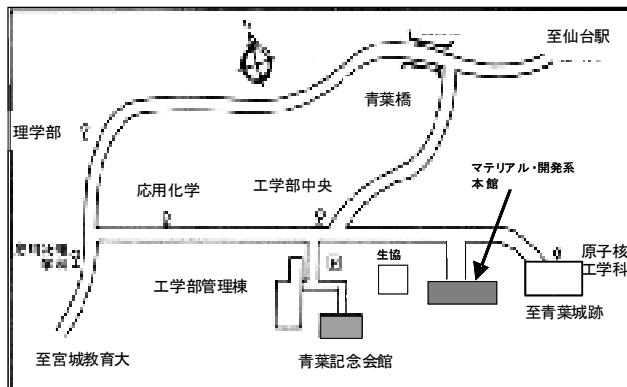 至仙台駅
青葉橋
理学部
マテリアル・開発系
本館
応用化学
工学部中央
生協
原子核
工学科
P
工学部管理棟
至青葉城跡
至宮城教育大
青葉記念会館